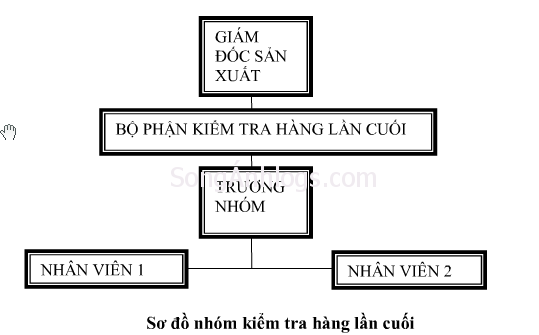 GIÁM
ĐỐC SẢN
XUẤT
BỘ PHẬN KIỂM TRA HÀNG LẦN CUỐI
TRƯỞNG
NHÓM
NHÂN VIÊN 1
NHÂN VIÊN 2
Sơ đồ nhóm kiểm tra hàng lần cuối